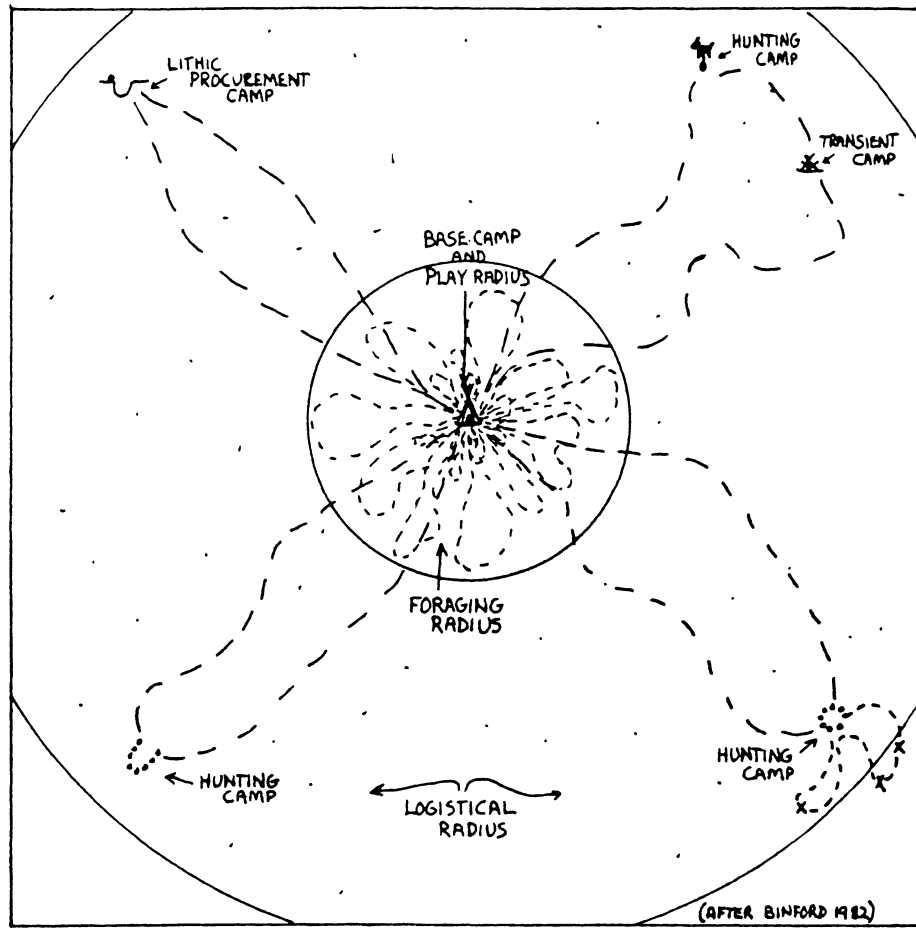 LITHIC
PROCUREMENT
CAMP
HUNTING
CAMP
TRANSIENT
CAMP
BASE CAMP
AND
PLAY RADIUS
FORAGING
RADIUS
HUNTING
CAMP
HUNTING
CAMP
LOGISTICAL
RADIUS
(AFTER BINFORD 1982)